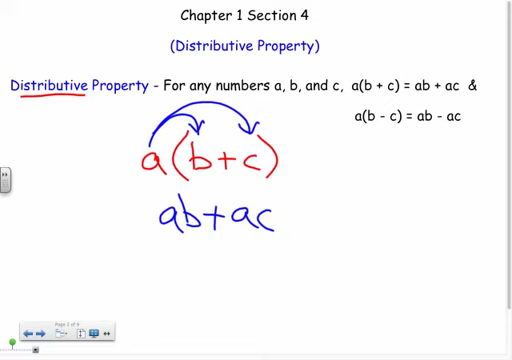 Chapter 1 Section 4
(Distributive Property)
Distributive Property - For any numbers a, b, and c, a(b + c) = ab + ac &
a(b - c) = ab - ac
a(b + c)
ab + ac